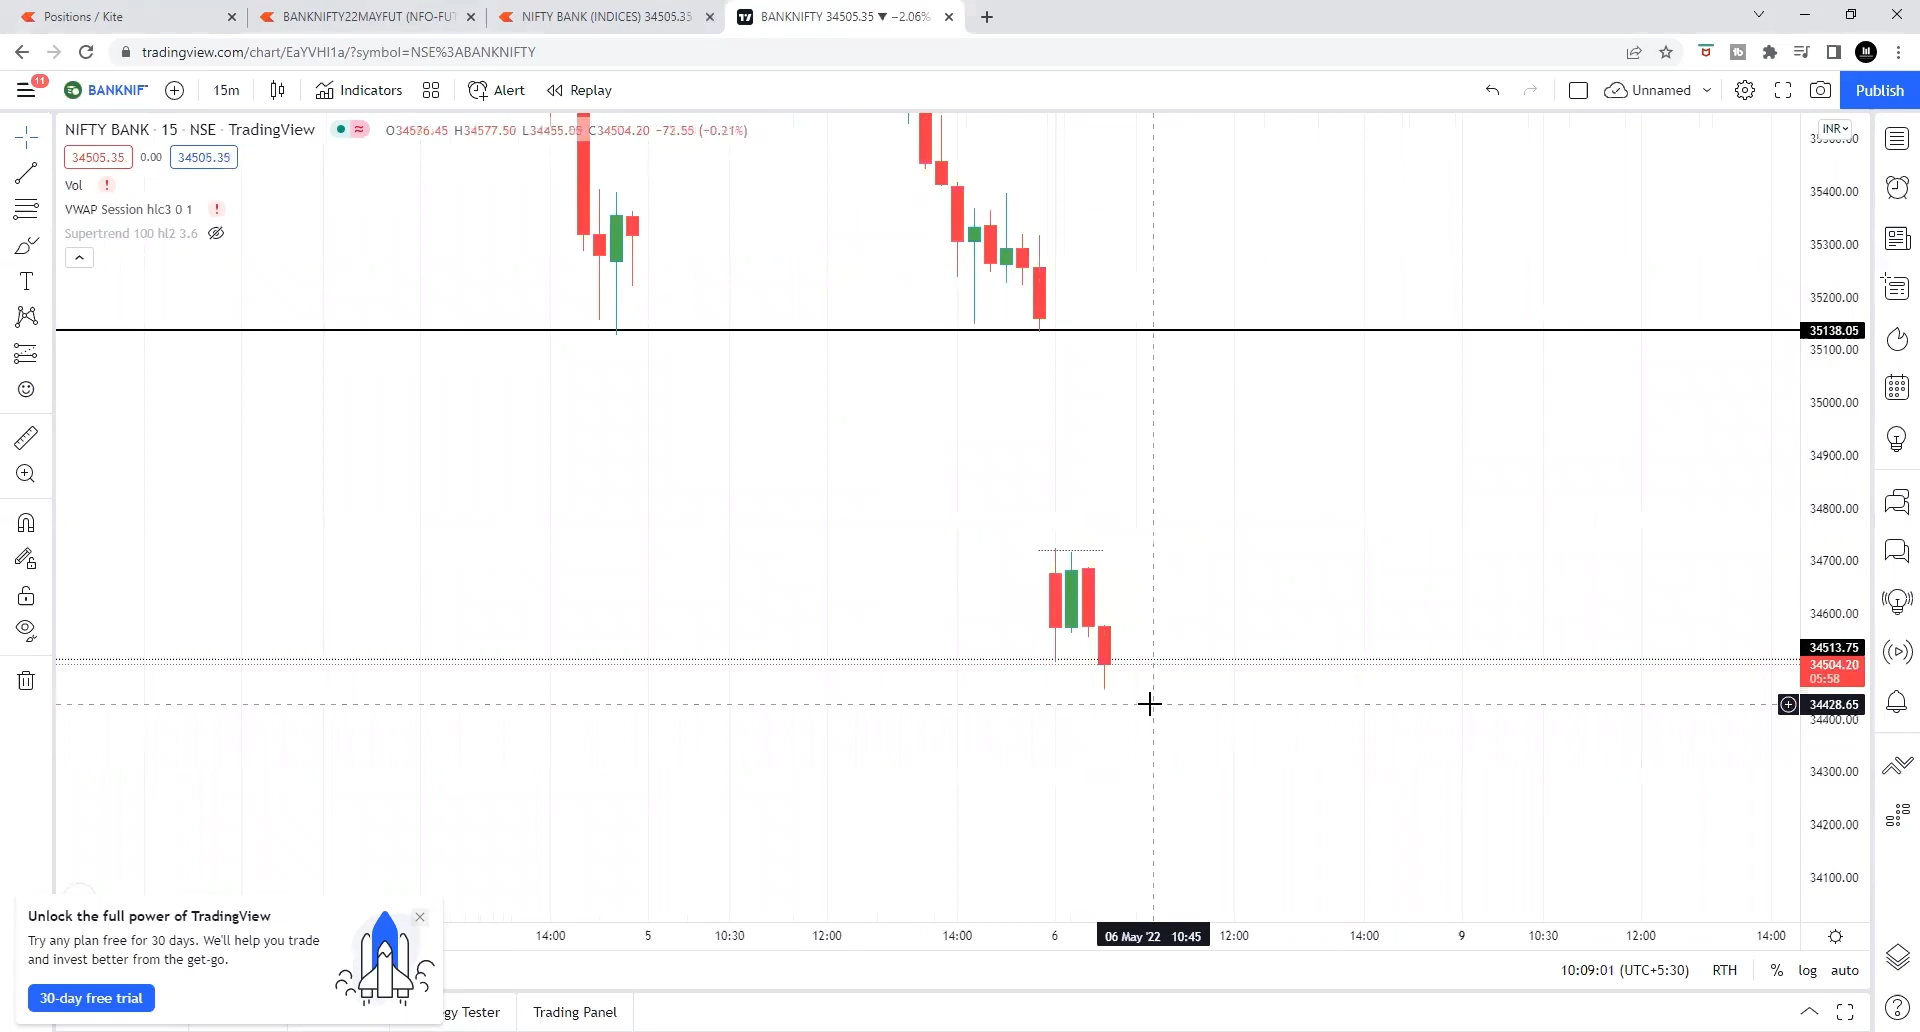 Positions / Kite
BANKNIFTY22MAYFUT (NFO-FUT
NIFTY BANK (INDICES) 34505.35
BANKNIFTY 34505.35 ▼ −2.06%
tradingview.com/chart/EaYVHI1a/?symbol=NSE%3ABANKNIFTY
11
BANKNIF
15m
Indicators
Alert
Replay
Unnamed
Publish
NIFTY BANK · 15 · NSE · TradingView
H34577.50 L34455.05 C34504.20 −72.55 (−0.21%)
INR
34505.35
0.00
34505.35
Vol
VWAP Session hlc3 0 1
Supertrend 100 hl2 3.6
35400.00
35300.00
35200.00
35138.05
35100.00
35000.00
34900.00
34800.00
34700.00
34600.00
34513.75
34504.20
05:58
34428.65
34400.00
34300.00
34200.00
34100.00
Unlock the full power of TradingView
Try any plan free for 30 days. We'll help you trade
and invest better from the get-go.
30-day free trial
14:00
5
10:30
12:00
14:00
6
06 May '22 10:45
12:00
14:00
9
10:30
12:00
14:00
10:09:01 (UTC+5:30)
RTH
%
log
auto
gy Tester
Trading Panel